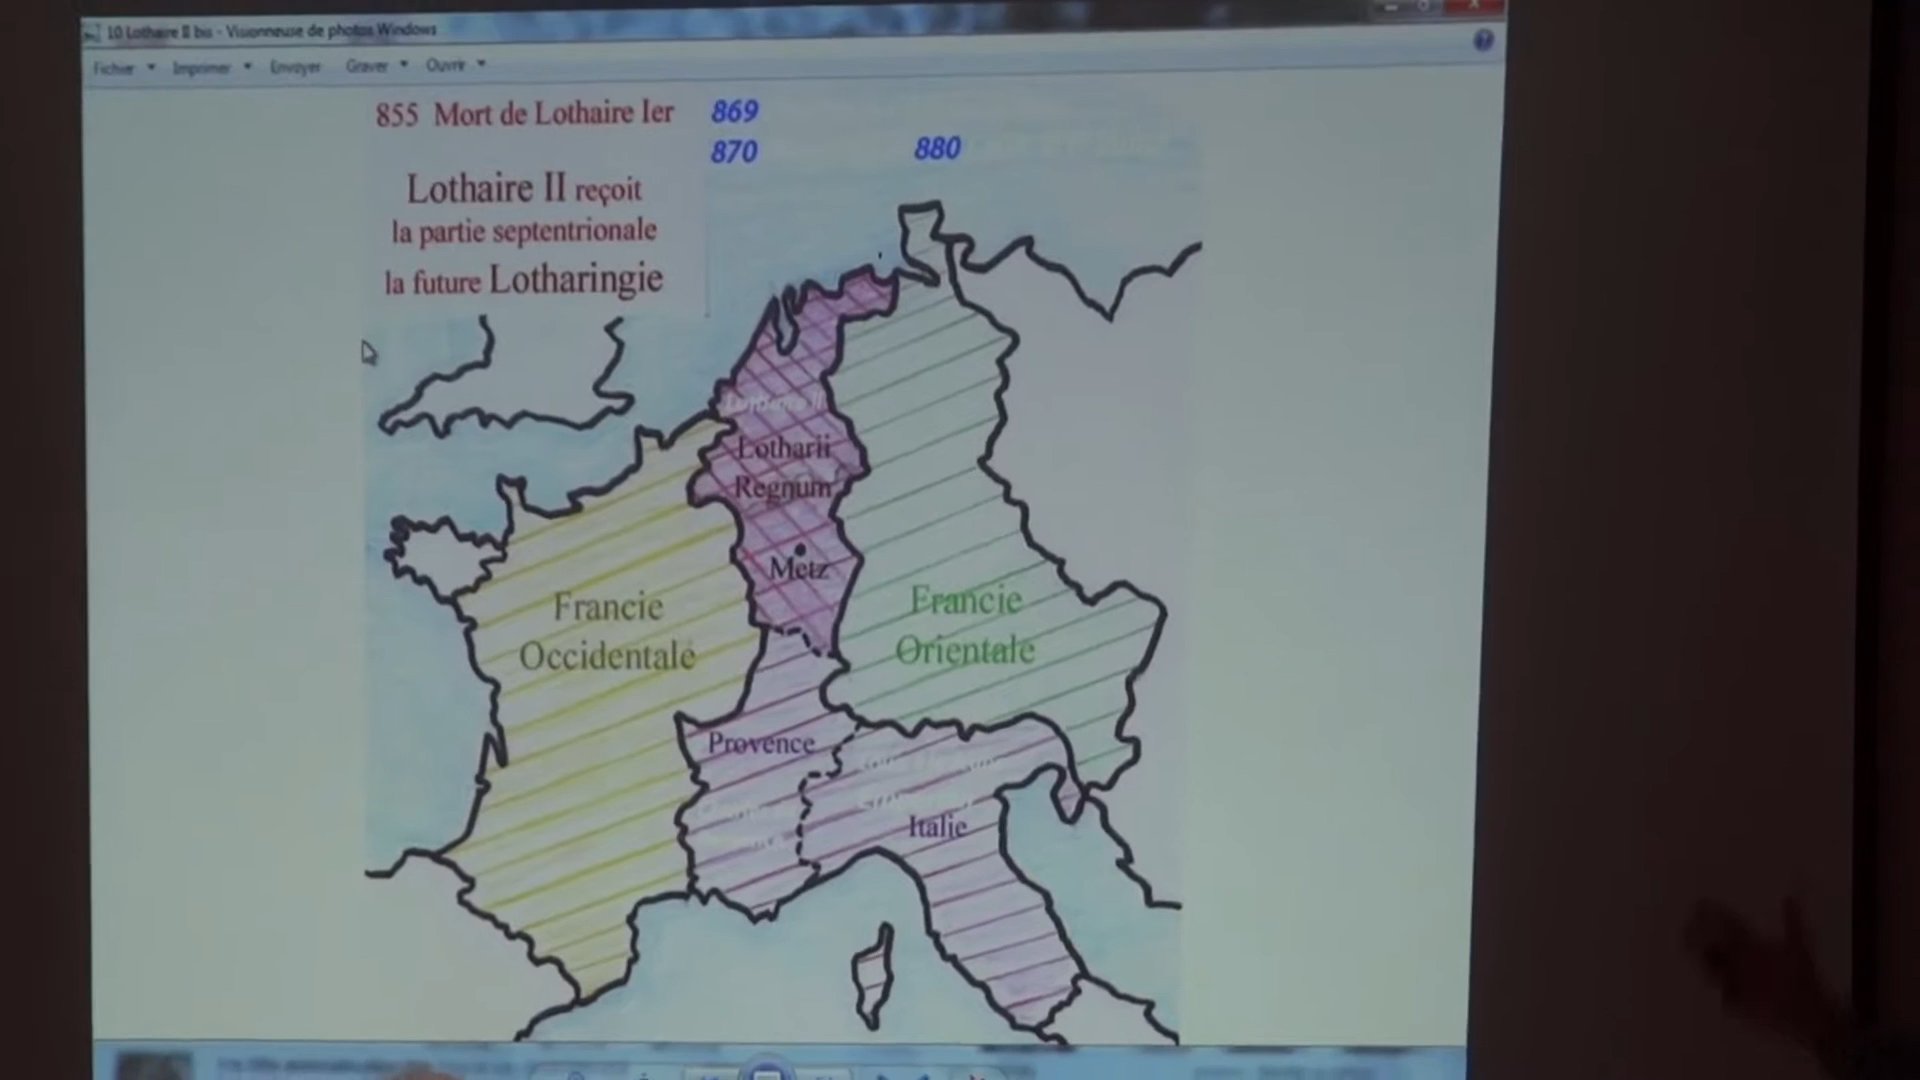 10 Lothaire II bis - Visionneuse de photos Windows
Fichier Imprimer Envoyer Graver Ouvrir
855 Mort de Lothaire Ier 869
870 880
Lothaire II reçoit
la partie septentrionale
la future Lotharingie
Lothaire II
Lotharii
Regnum
Metz
Francie
Occidentale
Francie
Orientale
Provence
Italie